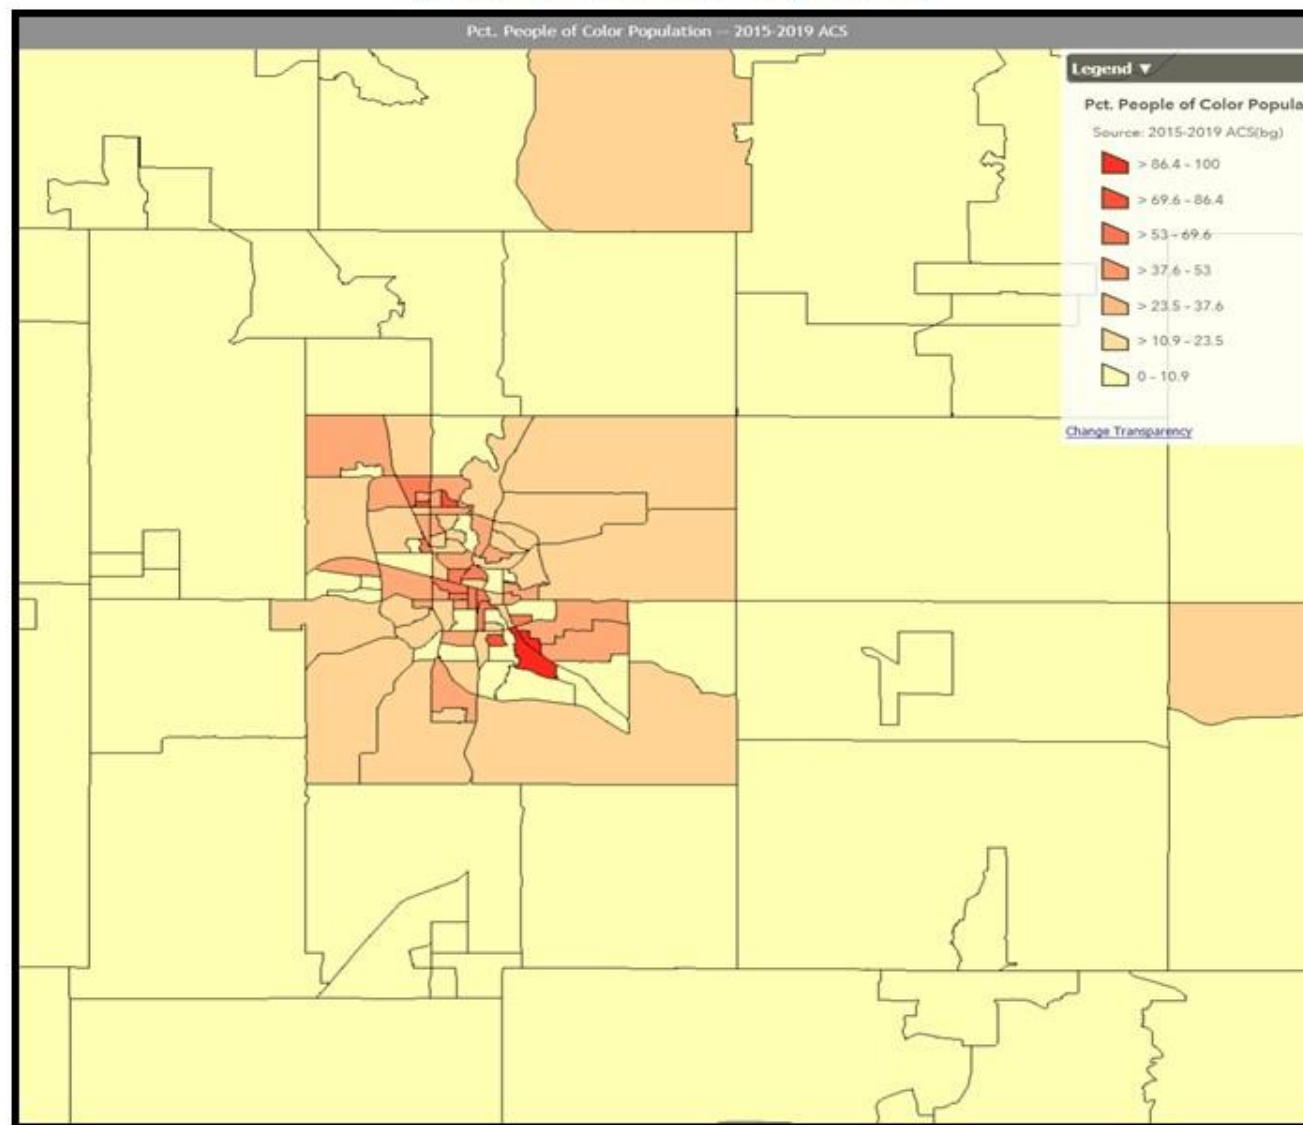 Pct. People of Color Population -- 2015-2019 ACS
Legend ▼
Pct. People of Color Popula
Source: 2015-2019 ACS(bg)
> 86.4 - 100
> 69.6 - 86.4
> 53 - 69.6
> 37.6 - 53
> 23.5 - 37.6
> 10.9 - 23.5
0 - 10.9
Change Transparency